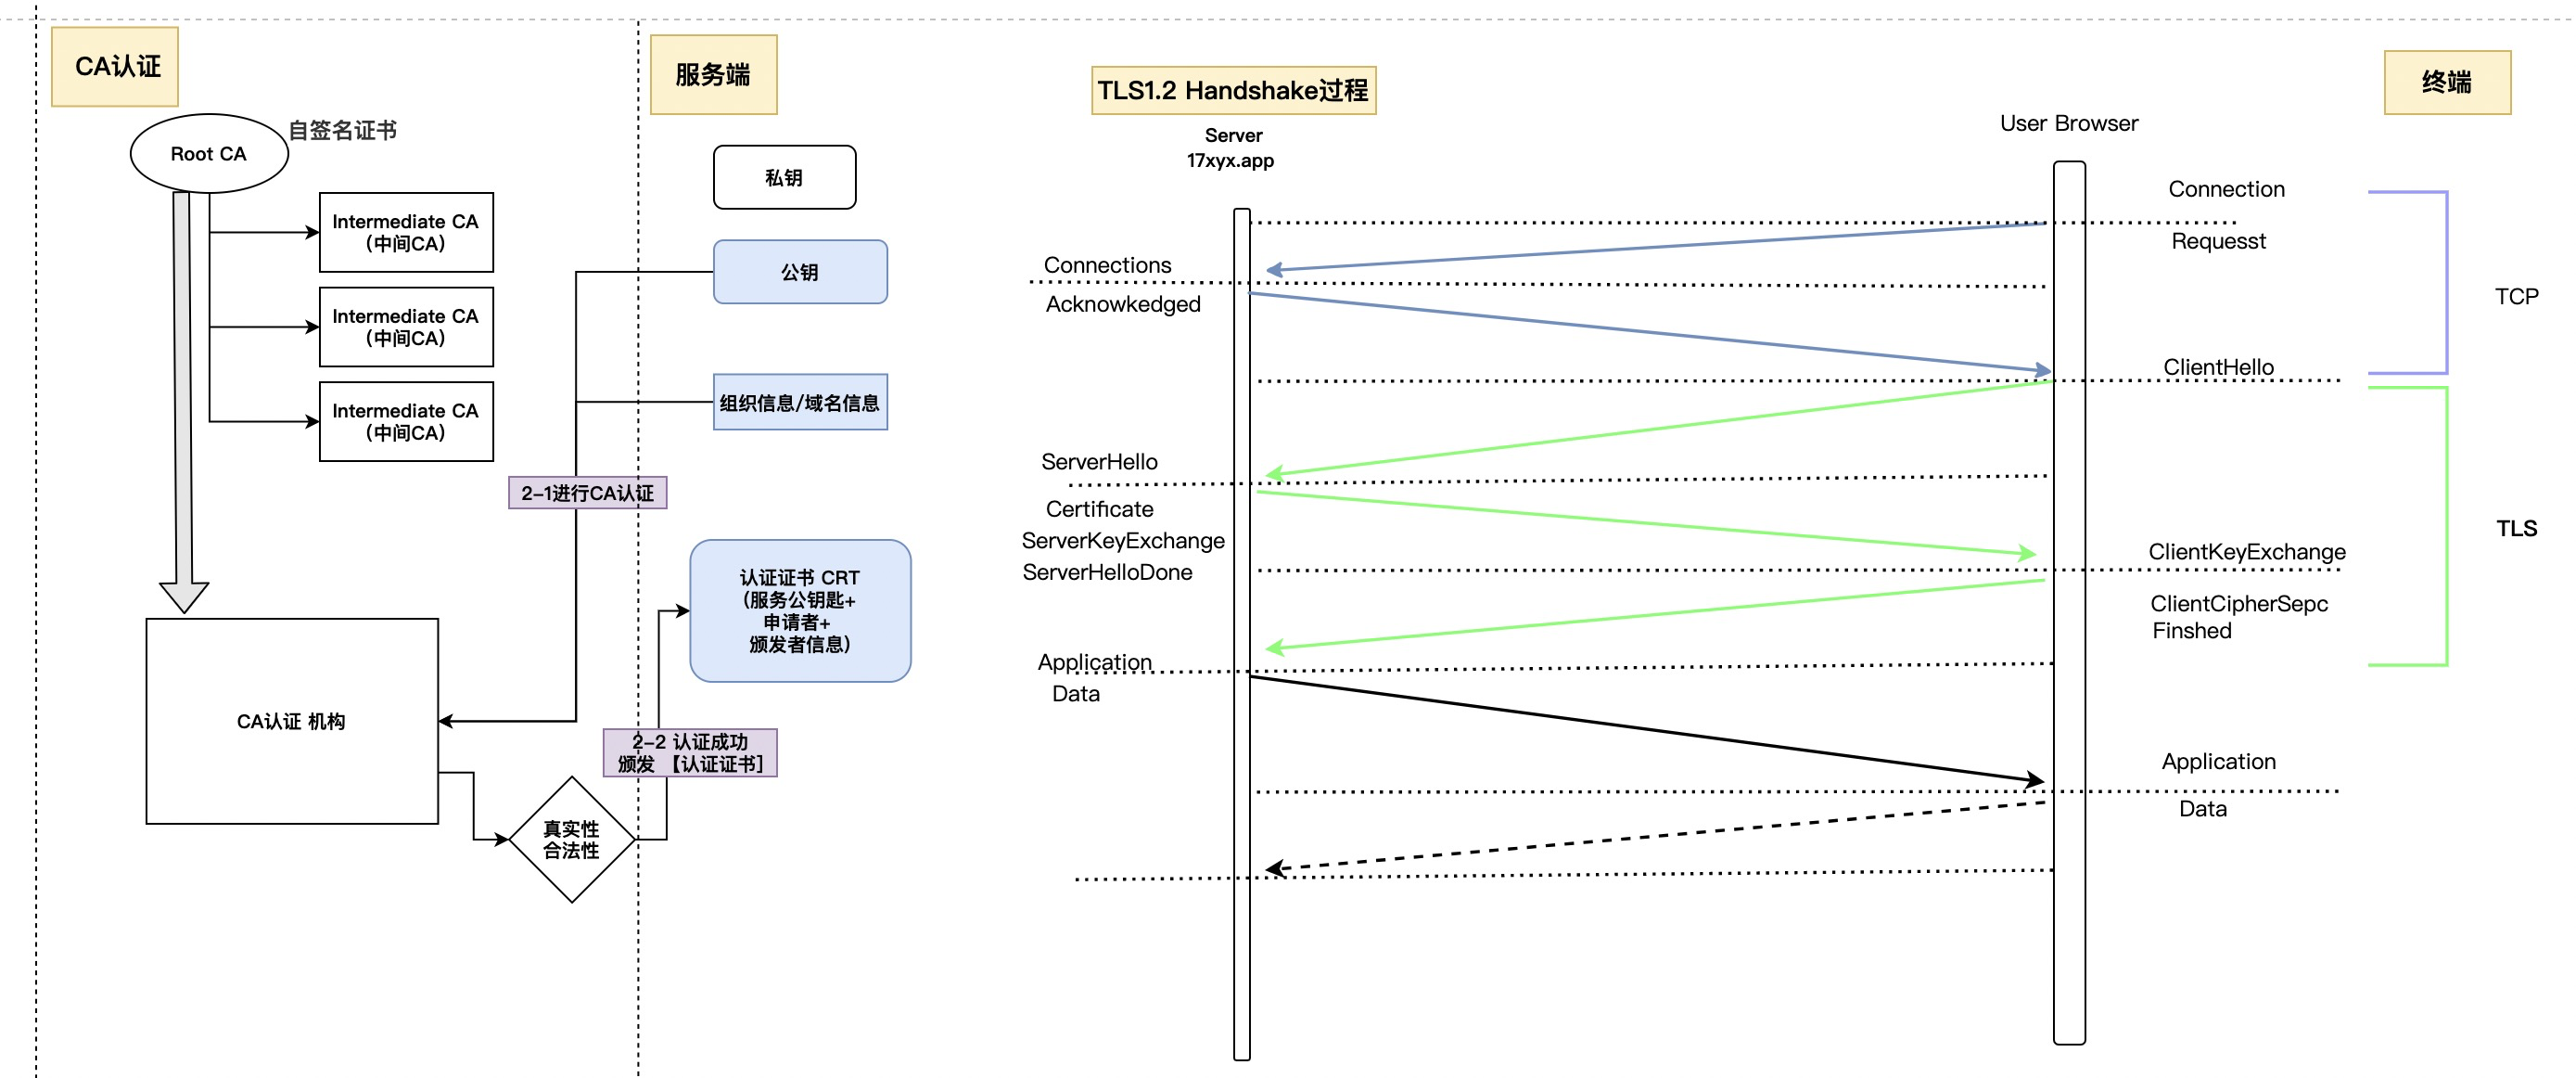 CA认证
自签名证书
Root CA
Intermediate CA
（中间CA）
Intermediate CA
（中间CA）
Intermediate CA
（中间CA）
CA认证 机构
真实性
合法性
2-1进行CA认证
2-2 认证成功
颁发 【认证证书】
服务端
私钥
公钥
组织信息/域名信息
认证证书 CRT
（服务公钥匙+
申请者+
颁发者信息）
TLS1.2 Handshake过程
Server
17xyx.app
Connections
Acknowkedged
ServerHello
Certificate
ServerKeyExchange
ServerHelloDone
Application
Data
User Browser
Connection
Requesst
ClientHello
ClientKeyExchange
ClientCipherSepc
Finshed
Application
Data
终端
TCP
TLS